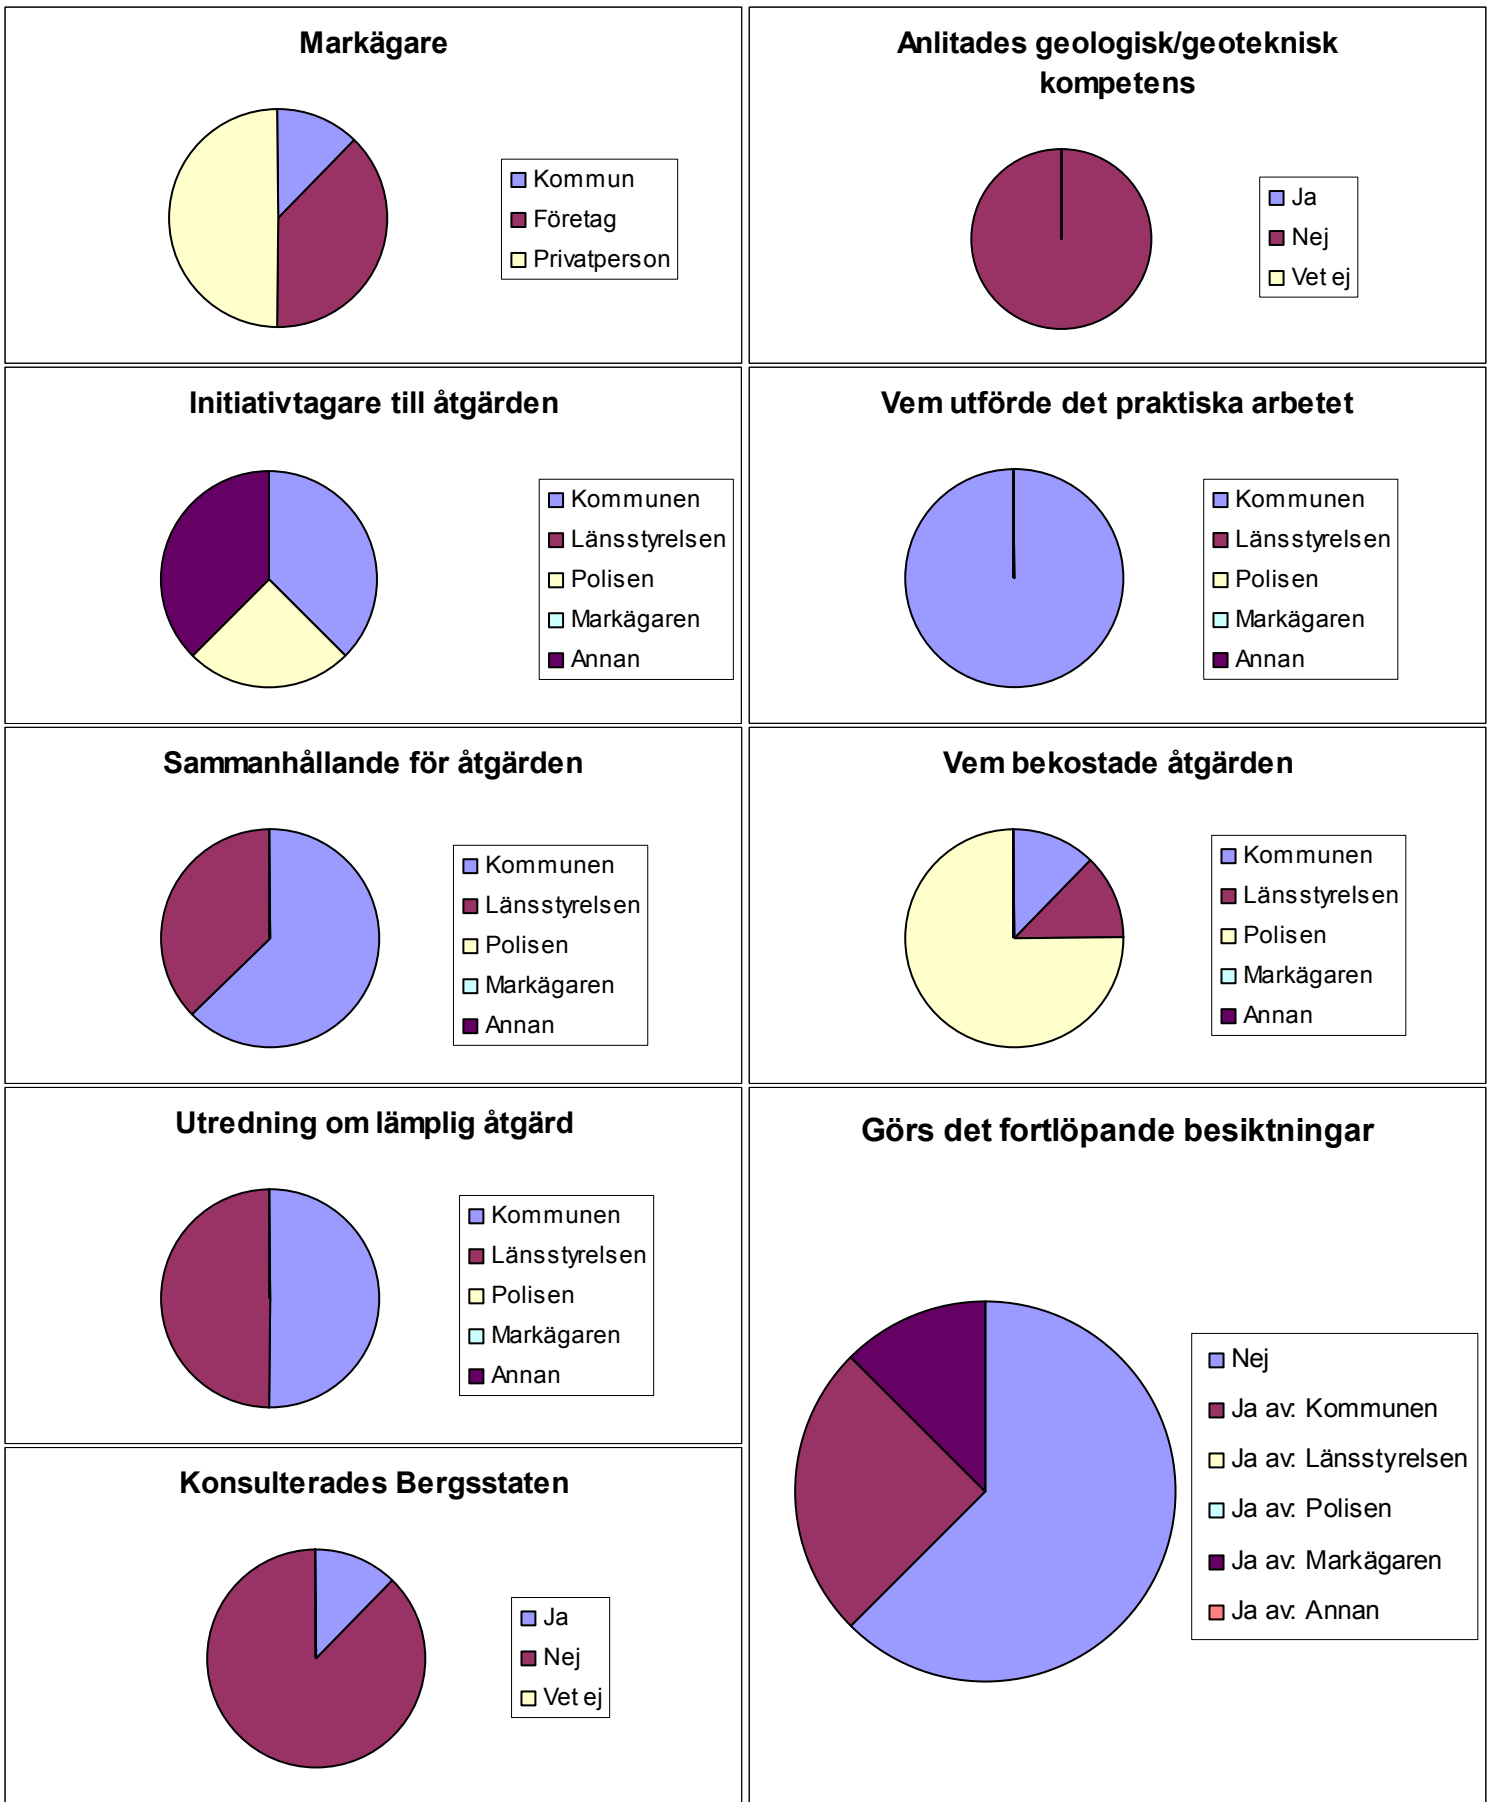 Markägare
Kommun
Företag
Privatperson
Anlitades geologisk/geoteknisk
kompetens
Ja
Nej
Vet ej
Initiativtagare till åtgärden
Kommunen
Länsstyrelsen
Polisen
Markägaren
Annan
Vem utförde det praktiska arbetet
Kommunen
Länsstyrelsen
Polisen
Markägaren
Annan
Sammanhållande för åtgärden
Kommunen
Länsstyrelsen
Polisen
Markägaren
Annan
Vem bekostade åtgärden
Kommunen
Länsstyrelsen
Polisen
Markägaren
Annan
Utredning om lämplig åtgärd
Kommunen
Länsstyrelsen
Polisen
Markägaren
Annan
Görs det fortlöpande besiktningar
Nej
Ja av: Kommunen
Ja av: Länsstyrelsen
Ja av: Polisen
Ja av: Markägaren
Ja av: Annan
Konsulterades Bergsstaten
Ja
Nej
Vet ej